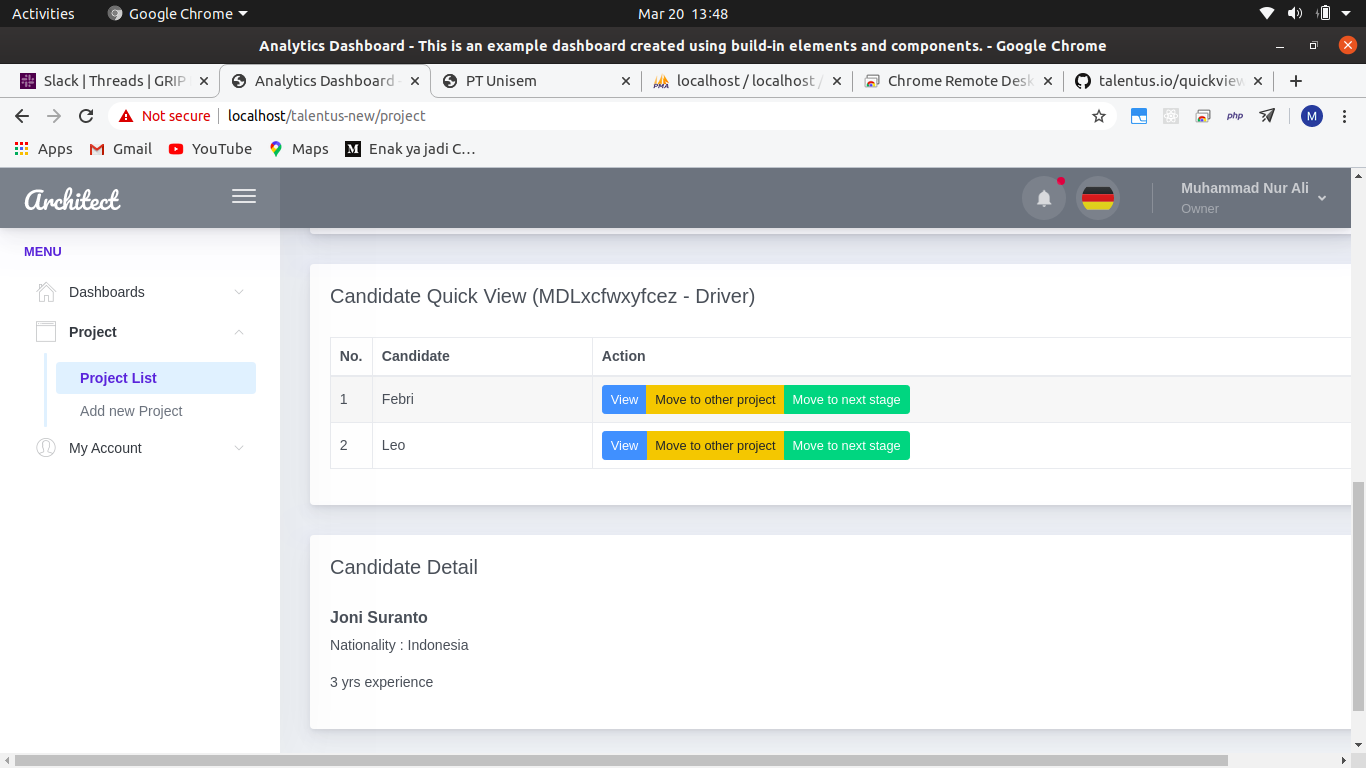 Activities
Google Chrome
Mar 20 13:48
Analytics Dashboard - This is an example dashboard created using build-in elements and components. - Google Chrome
Slack | Threads | GRIP
Analytics Dashboard -
PT Unisem
localhost / localhost /
Chrome Remote Desk
talentus.io/quickview
Not secure
localhost/talentus-new/project
php
M
Apps
Gmail
YouTube
Maps
Enak ya jadi C…
Architect
Muhammad Nur Ali
Owner
MENU
Dashboards
Project
Project List
Add new Project
My Account
Candidate Quick View (MDLxcfwxyfcez - Driver)
No. Candidate Action
1 Febri View Move to other project Move to next stage
2 Leo View Move to other project Move to next stage
Candidate Detail
Joni Suranto
Nationality : Indonesia
3 yrs experience